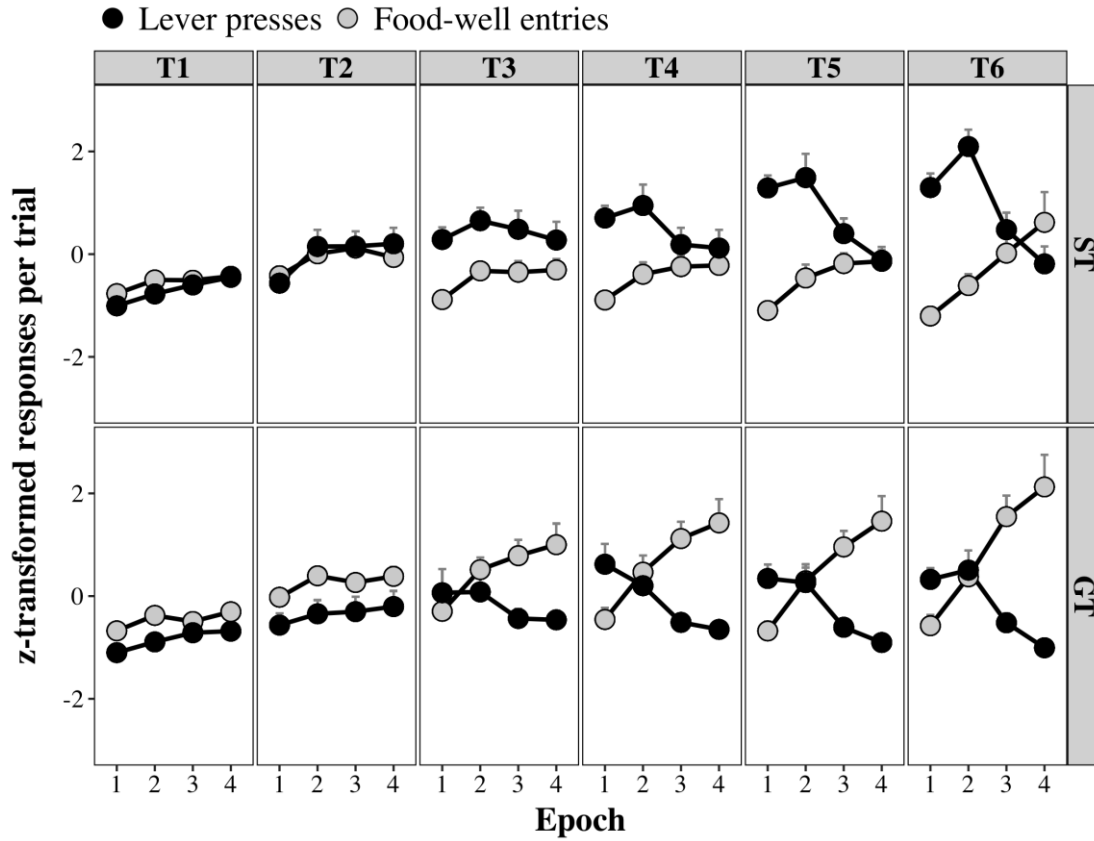 Lever presses Food-well entries
T1 T2 T3 T4 T5 T6
z-transformed responses per trial
2
0
-2
ST
2
0
-2
GT
1 2 3 4 1 2 3 4 1 2 3 4 1 2 3 4 1 2 3 4 1 2 3 4
Epoch